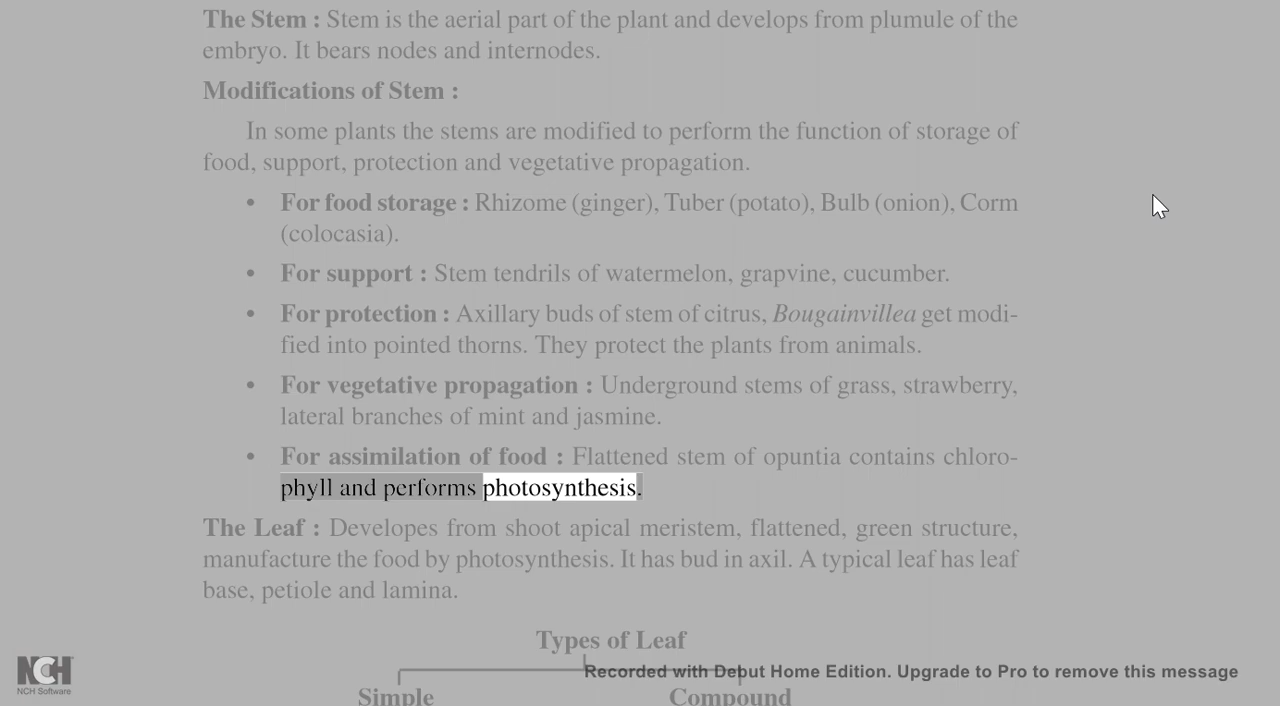 The Stem : Stem is the aerial part of the plant and develops from plumule of the
embryo. It bears nodes and internodes.
Modifications of Stem :
In some plants the stems are modified to perform the function of storage of
food, support, protection and vegetative propagation.
• For food storage : Rhizome (ginger), Tuber (potato), Bulb (onion), Corm
(colocasia).
• For support : Stem tendrils of watermelon, grapvine, cucumber.
• For protection : Axillary buds of stem of citrus, Bougainvillea get modi-
fied into pointed thorns. They protect the plants from animals.
• For vegetative propagation : Underground stems of grass, strawberry,
lateral branches of mint and jasmine.
• For assimilation of food : Flattened stem of opuntia contains chloro-
phyll and performs photosynthesis.
The Leaf : Developes from shoot apical meristem, flattened, green structure,
manufacture the food by photosynthesis. It has bud in axil. A typical leaf has leaf
base, petiole and lamina.
Types of Leaf
Recorded with Debut Home Edition. Upgrade to Pro to remove this message
Simple Compound
NCH
NCH Software